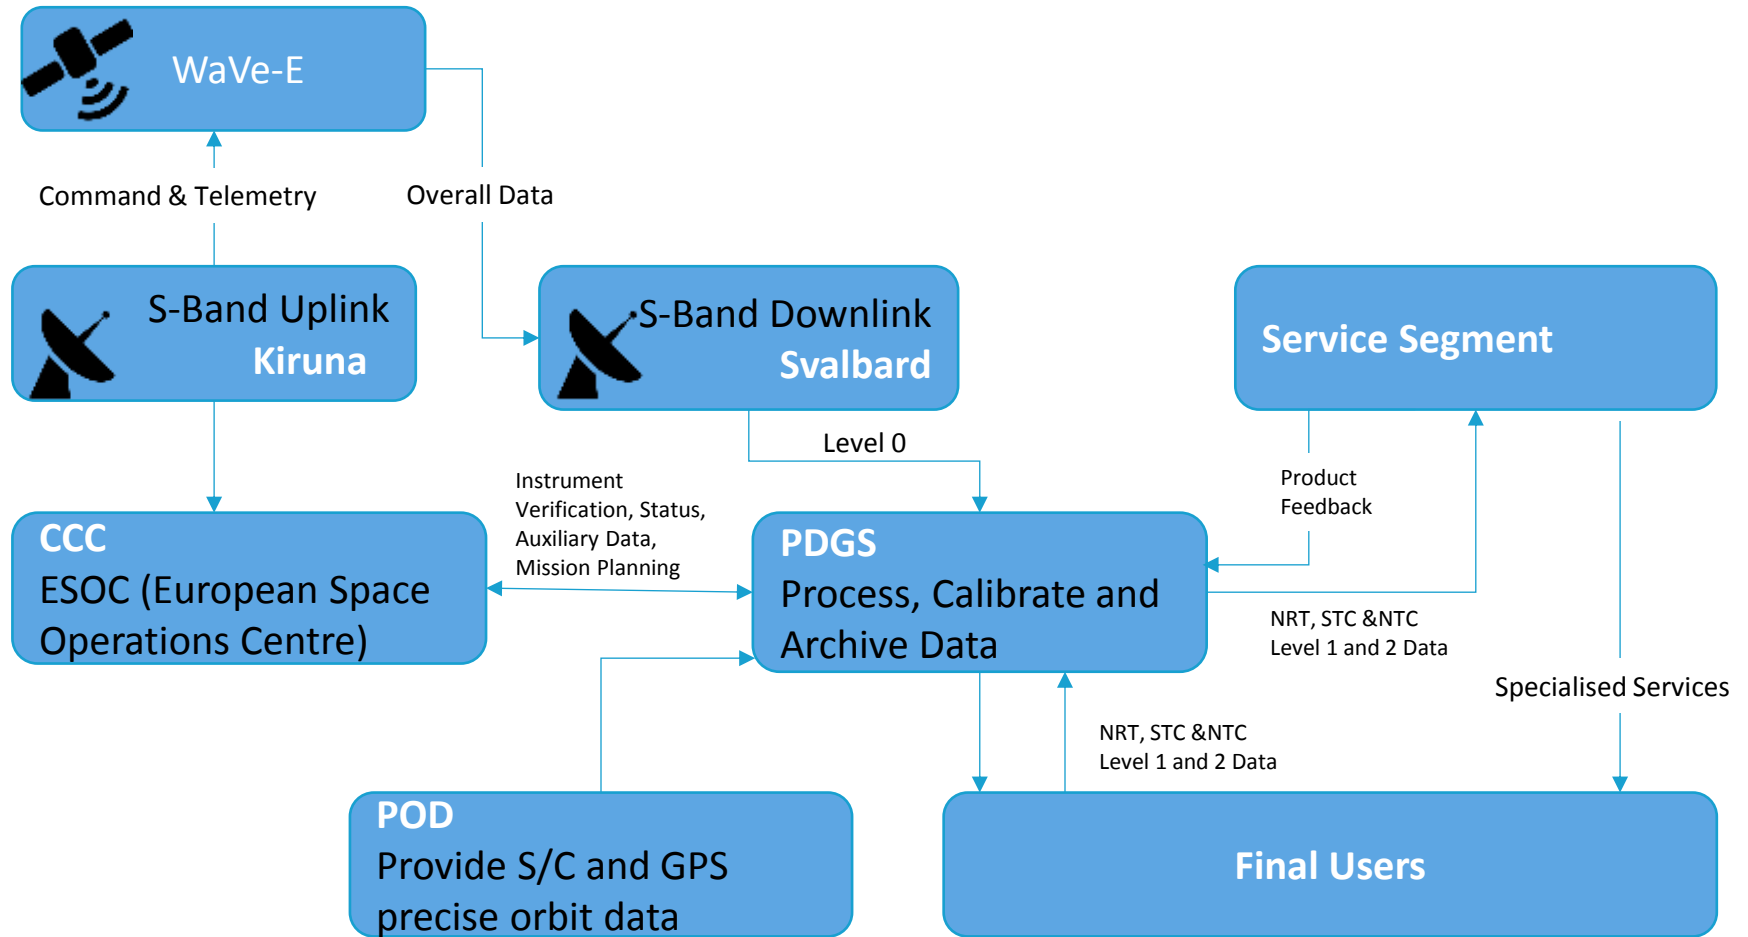 WaVe-E
Command & Telemetry
Overall Data
S-Band Uplink
Kiruna
S-Band Downlink
Svalbard
Service Segment
Level 0
Instrument
Verification, Status,
Auxiliary Data,
Mission Planning
Product
Feedback
CCC
ESOC (European Space
Operations Centre)
PDGS
Process, Calibrate and
Archive Data
NRT, STC &NTC
Level 1 and 2 Data
Specialised Services
NRT, STC &NTC
Level 1 and 2 Data
POD
Provide S/C and GPS
precise orbit data
Final Users